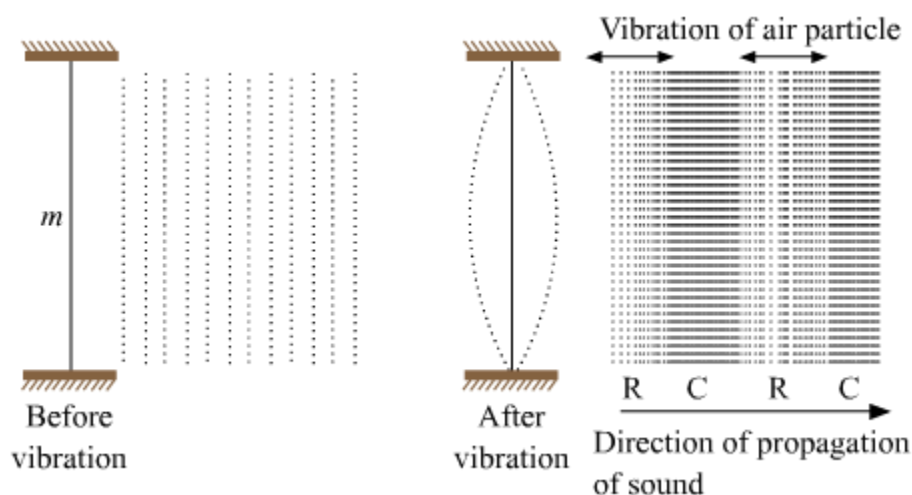 Vibration of air particle
m
R C R C
Before
vibration
After
vibration
Direction of propagation
of sound